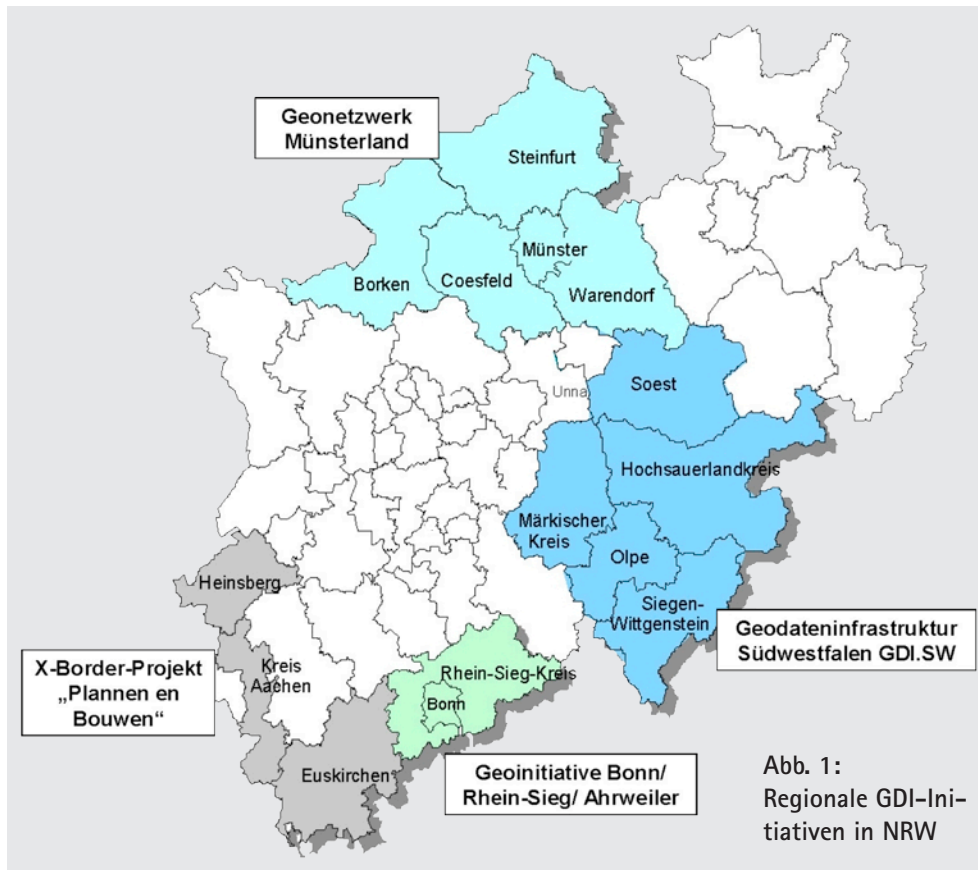 Geonetzwerk
Münsterland
Steinfurt
Münster
Borken
Coesfeld
Warendorf
Unna
Soest
Hochsauerlandkreis
Märkischer
Kreis
Olpe
Siegen-
Wittgenstein
Heinsberg
Geodateninfrastruktur
Südwestfalen GDI.SW
X-Border-Projekt
„Plannen en
Bouwen“
Kreis
Aachen
Rhein-Sieg-Kreis
Bonn
Euskirchen
Geoinitiative Bonn/
Rhein-Sieg/ Ahrweiler
Abb. 1:
Regionale GDI-Ini-
tiativen in NRW